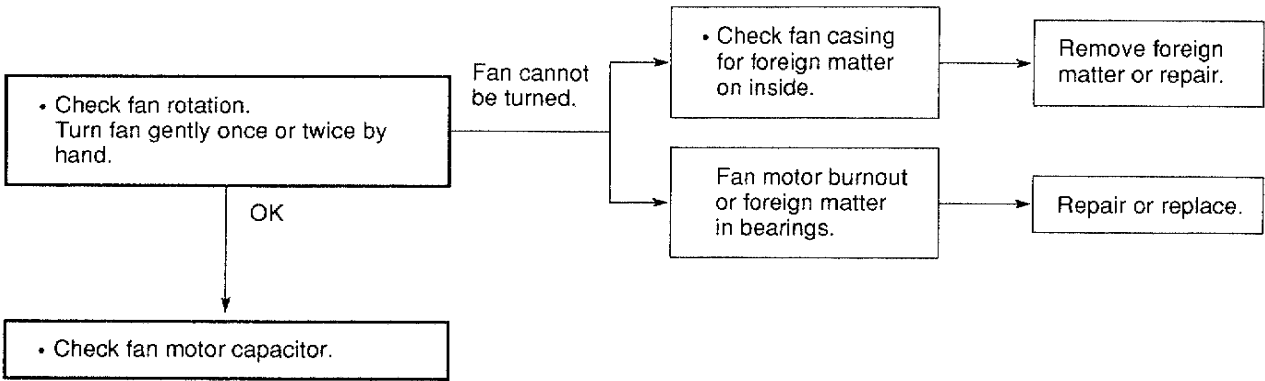 • Check fan rotation.
Turn fan gently once or twice by
hand.
Fan cannot
be turned.
• Check fan casing
for foreign matter
on inside.
Remove foreign
matter or repair.
Fan motor burnout
or foreign matter
in bearings.
Repair or replace.
OK
• Check fan motor capacitor.